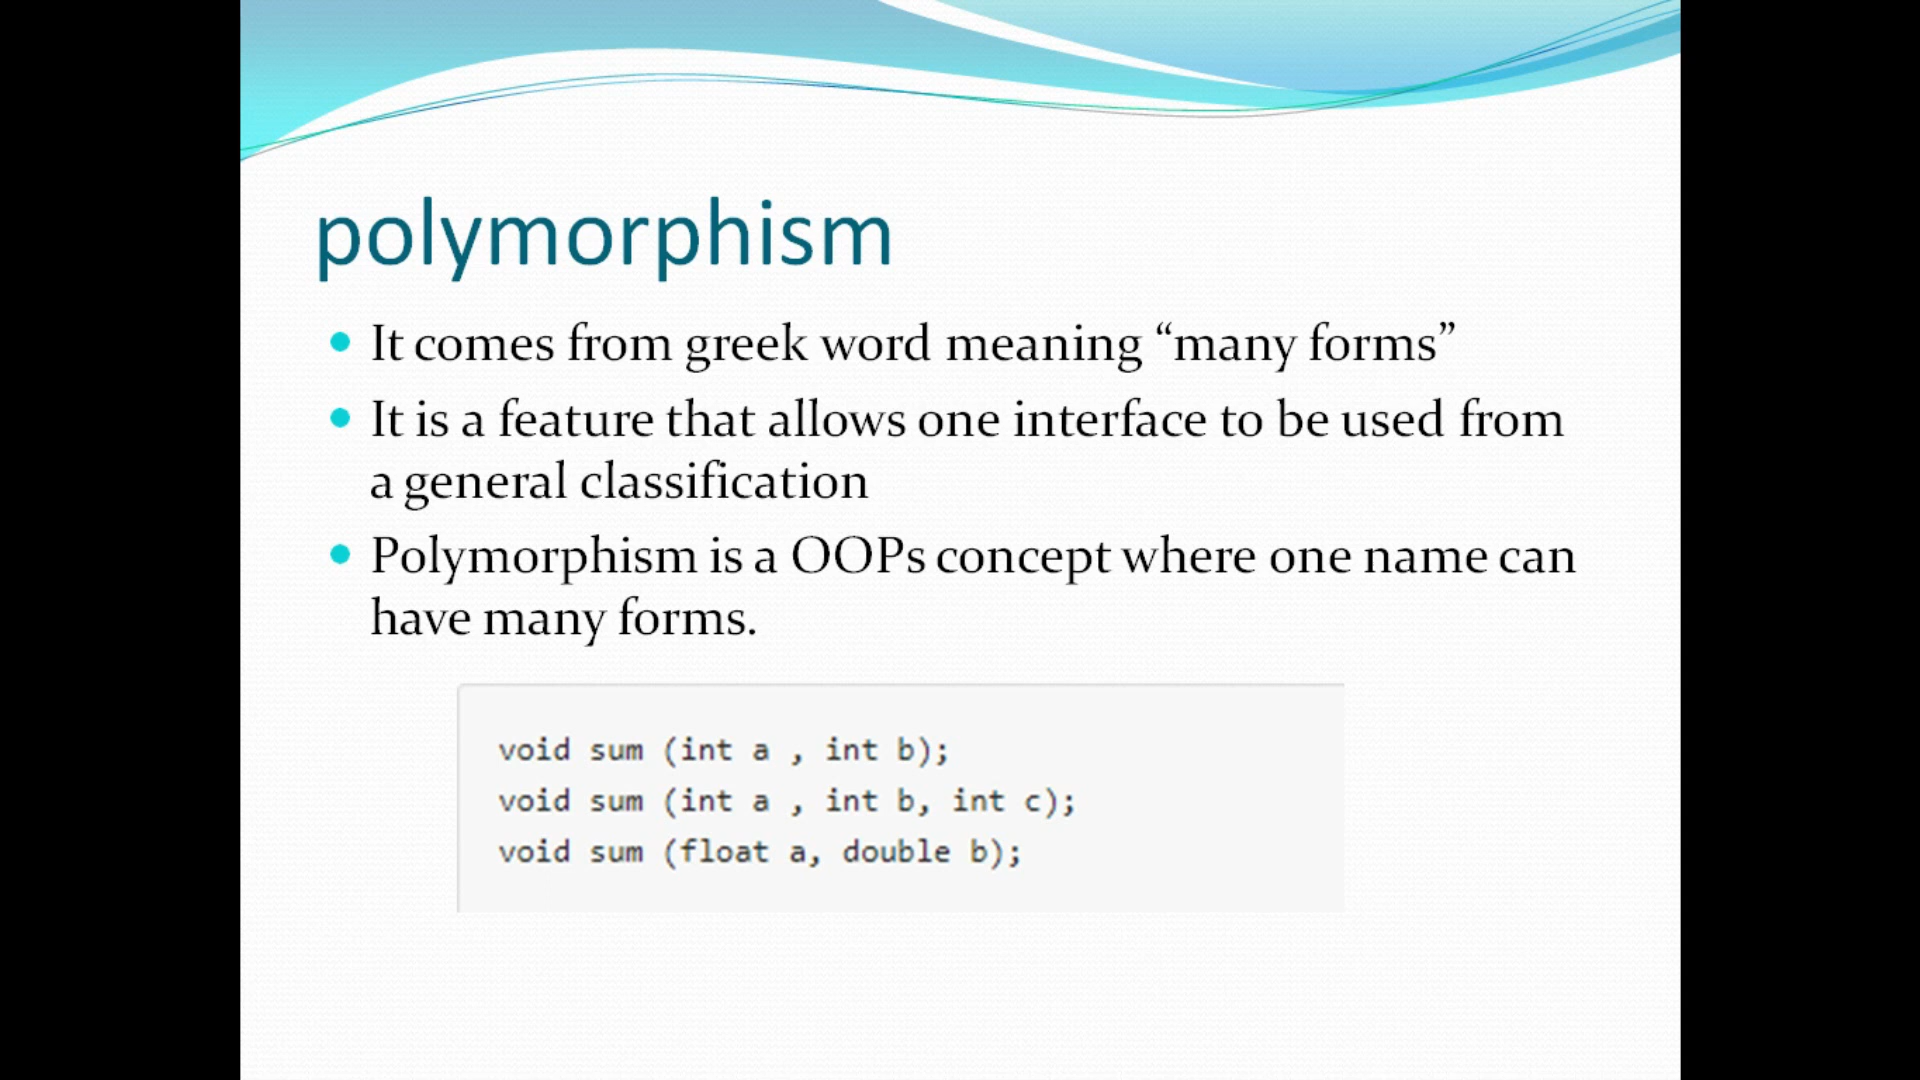 polymorphism
It comes from greek word meaning “many forms”
It is a feature that allows one interface to be used from
a general classification
Polymorphism is a OOPs concept where one name can
have many forms.
void sum (int a , int b);
void sum (int a , int b, int c);
void sum (float a, double b);